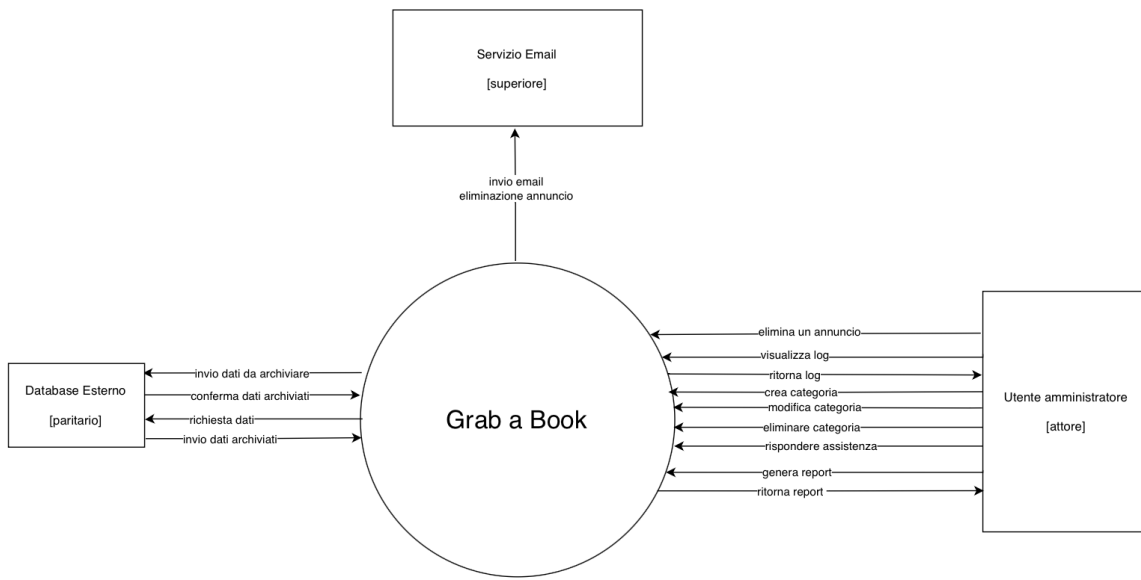 Servizio Email
[superiore]
invio email
eliminazione annuncio
Database Esterno
[paritario]
invio dati da archiviare
conferma dati archiviati
richiesta dati
invio dati archiviati
Grab a Book
elimina un annuncio
visualizza log
ritorna log
crea categoria
modifica categoria
eliminare categoria
rispondere assistenza
genera report
ritorna report
Utente amministratore
[attore]